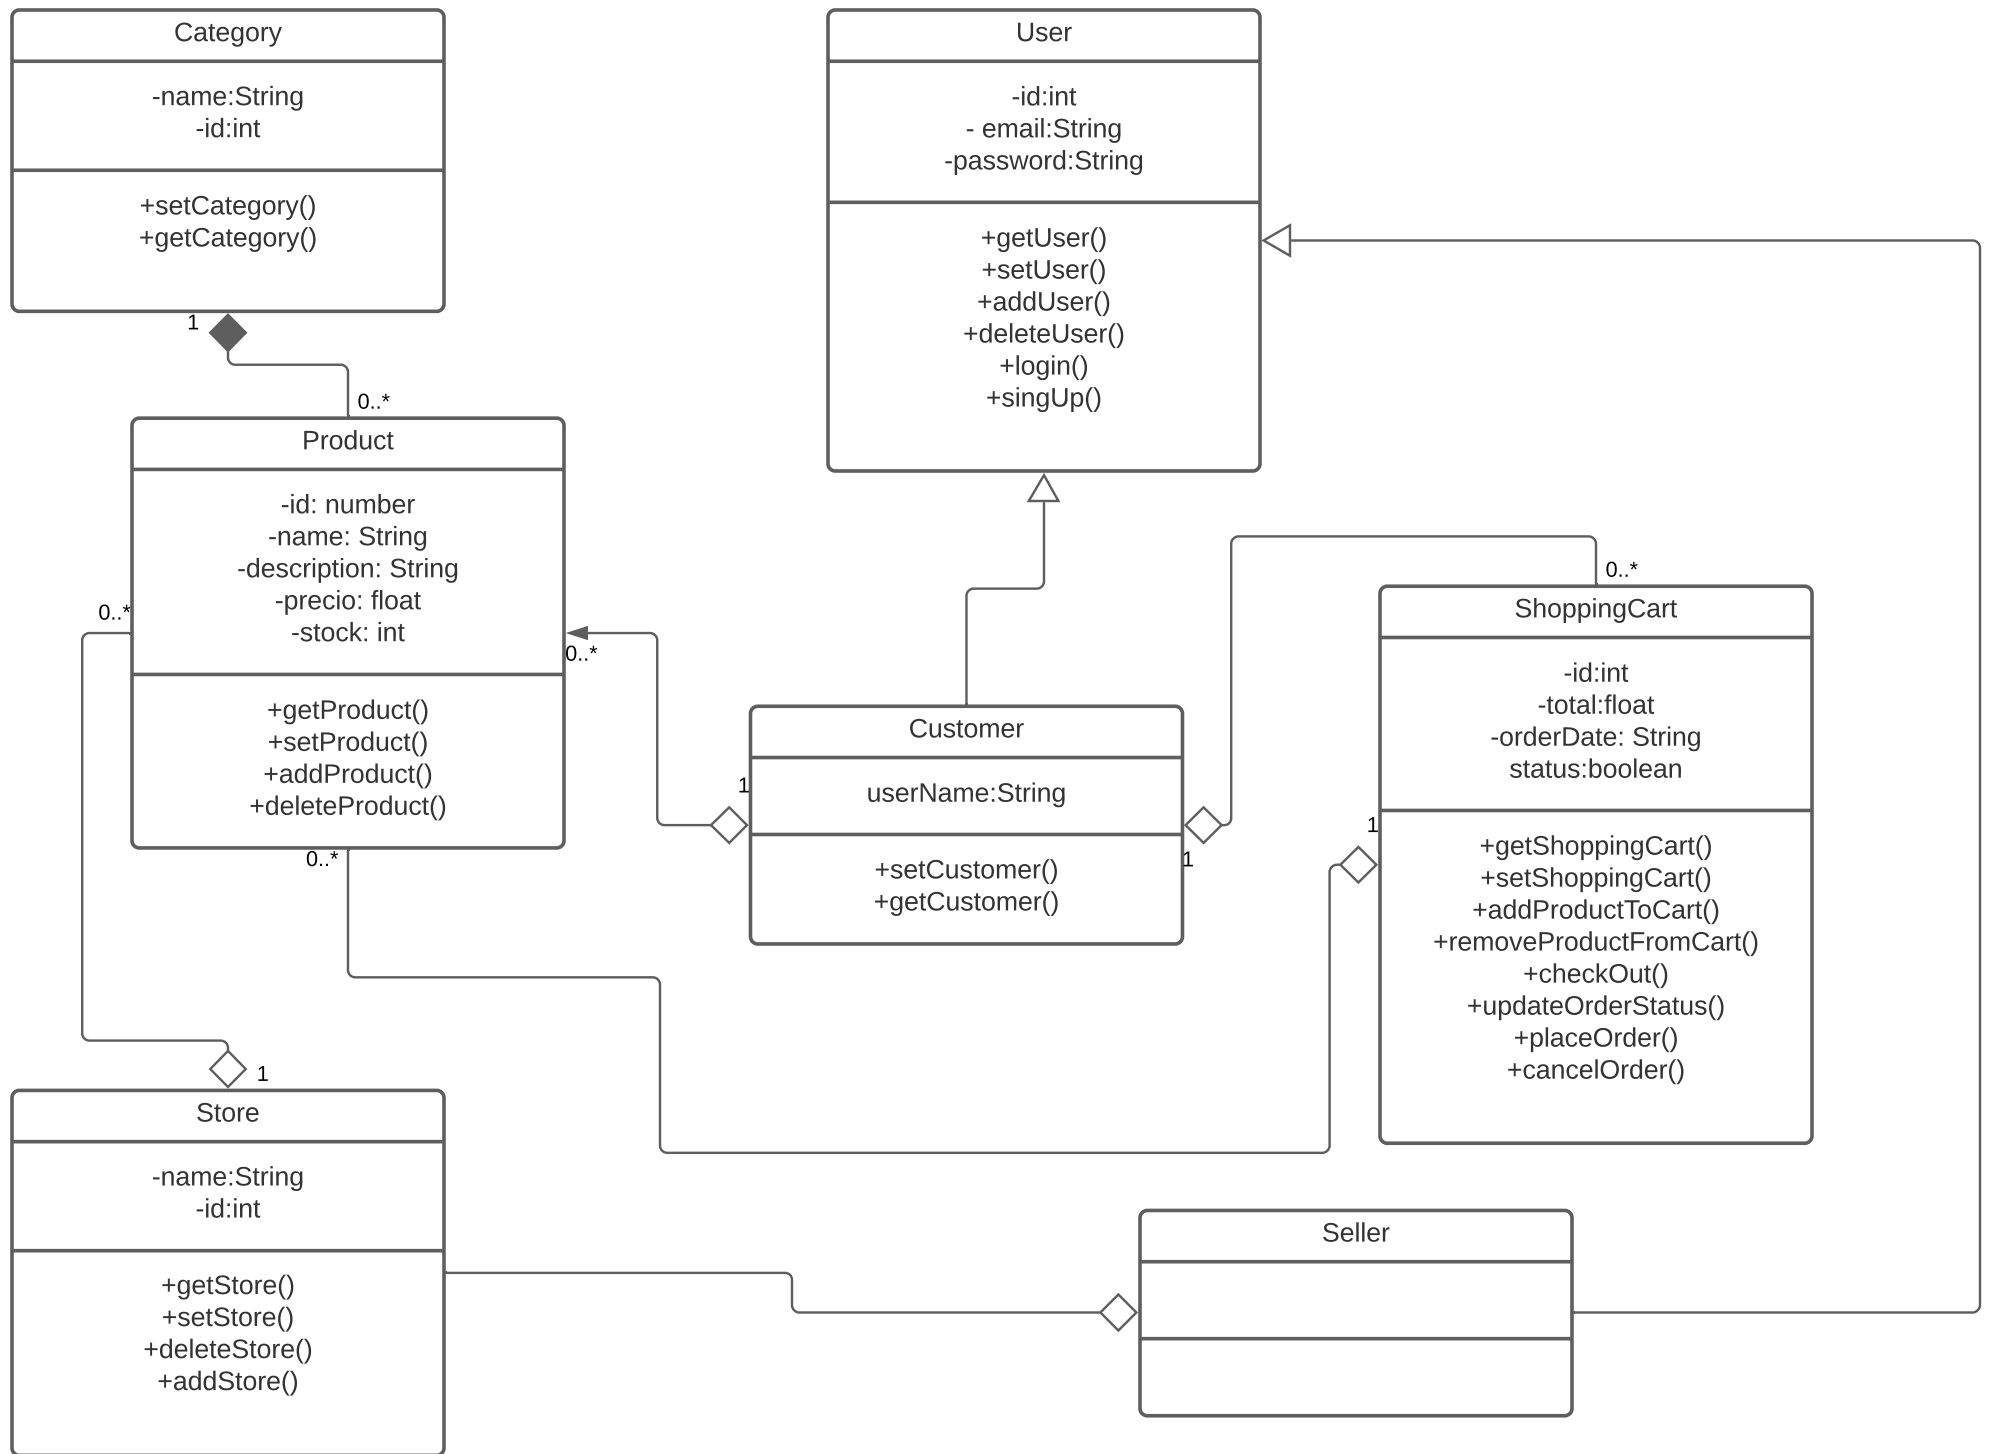 Category
-name:String
-id:int
+setCategory()
+getCategory()
1
0..*
User
-id:int
- email:String
-password:String
+getUser()
+setUser()
+addUser()
+deleteUser()
+login()
+singUp()
Product
-id: number
-name: String
-description: String
-precio: float
-stock: int
+getProduct()
+setProduct()
+addProduct()
+deleteProduct()
0..*
0..*
0..*
Customer
userName:String
+setCustomer()
+getCustomer()
1
1
0..*
ShoppingCart
-id:int
-total:float
-orderDate: String
status:boolean
+getShoppingCart()
+setShoppingCart()
+addProductToCart()
+removeProductFromCart()
+checkOut()
+updateOrderStatus()
+placeOrder()
+cancelOrder()
1
1
Store
-name:String
-id:int
+getStore()
+setStore()
+deleteStore()
+addStore()
Seller